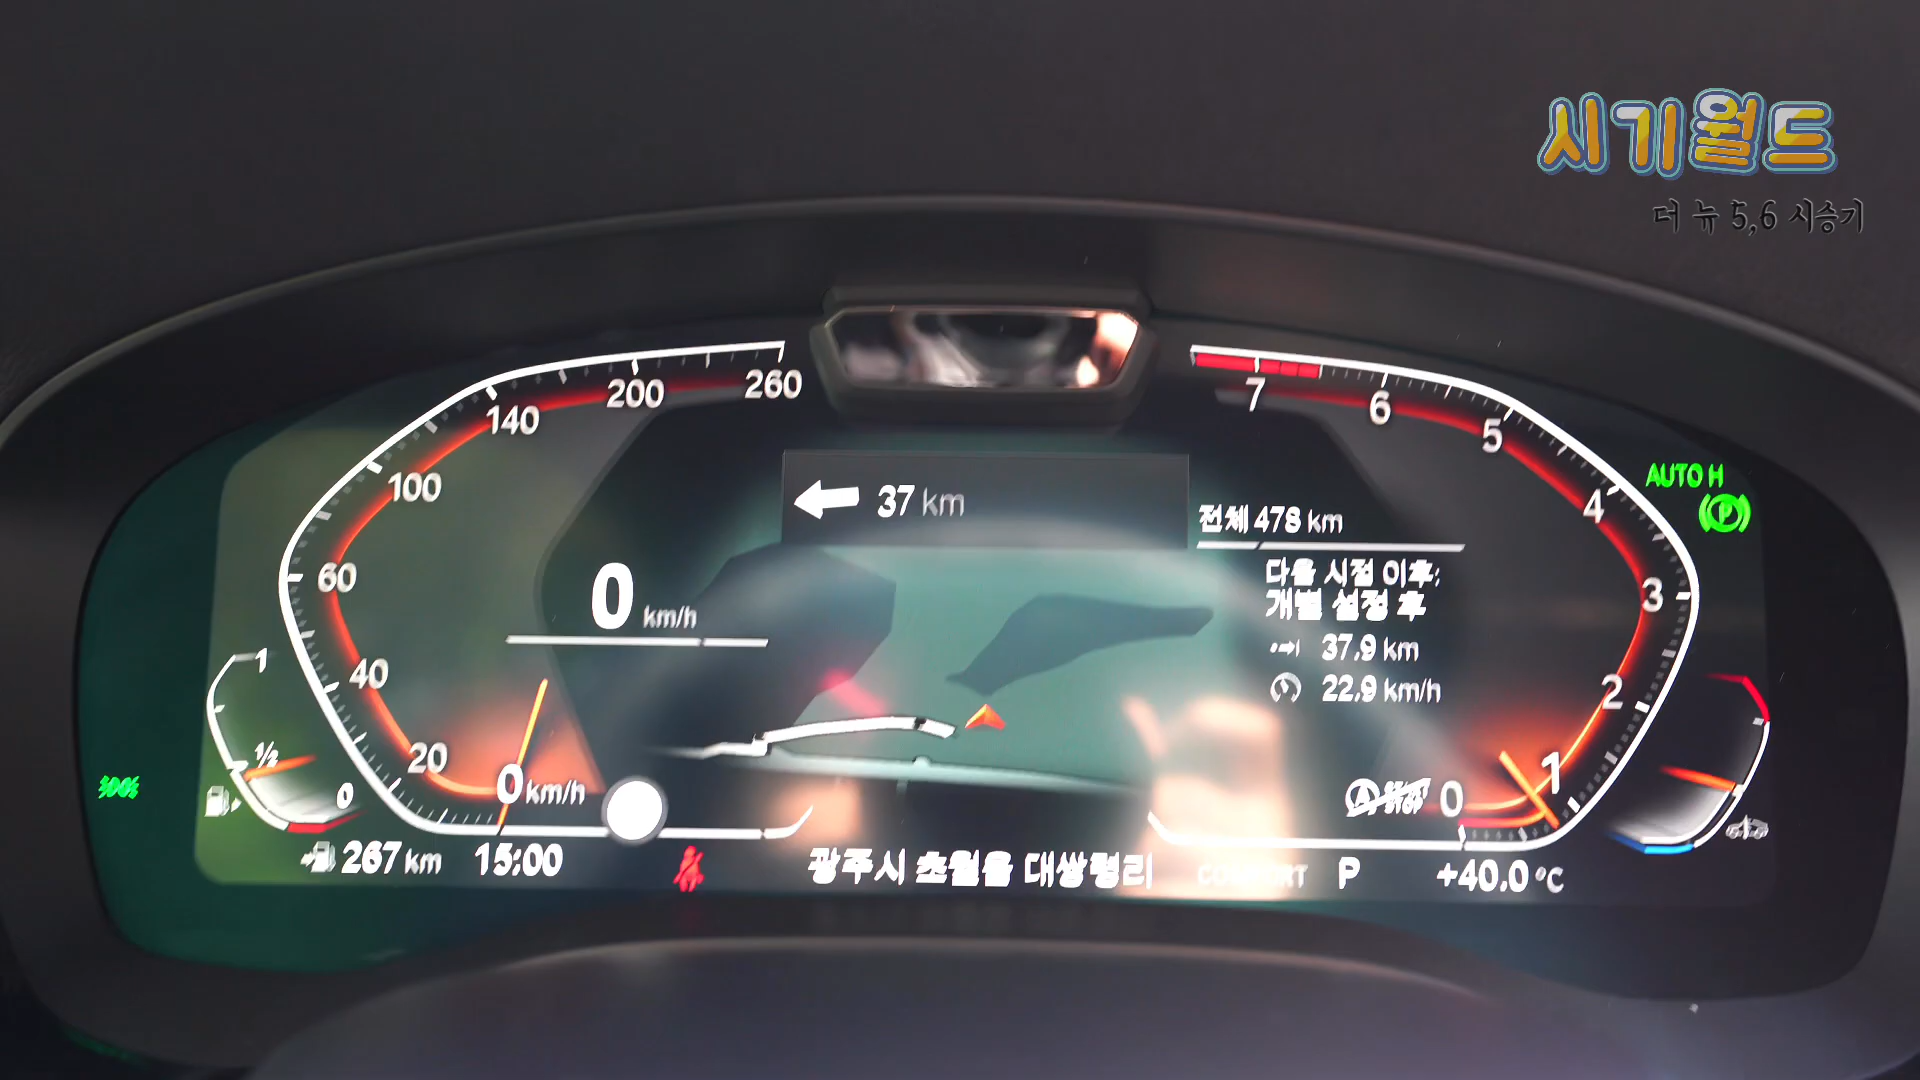 시기월드
더 뉴 5,6 시승기
260
200
140
100
60
40
20
0 km/h
7
6
5
4
3
2
1
0
AUTO H
P
37 km
전체 478 km
다음 시점 이후:
개별 설정 후
37.9 km
22.9 km/h
0 km/h
1
1/2
0
A
267 km
15:00
광주시 초월읍 대쌍령리
COMFORT
P
+40.0 °C